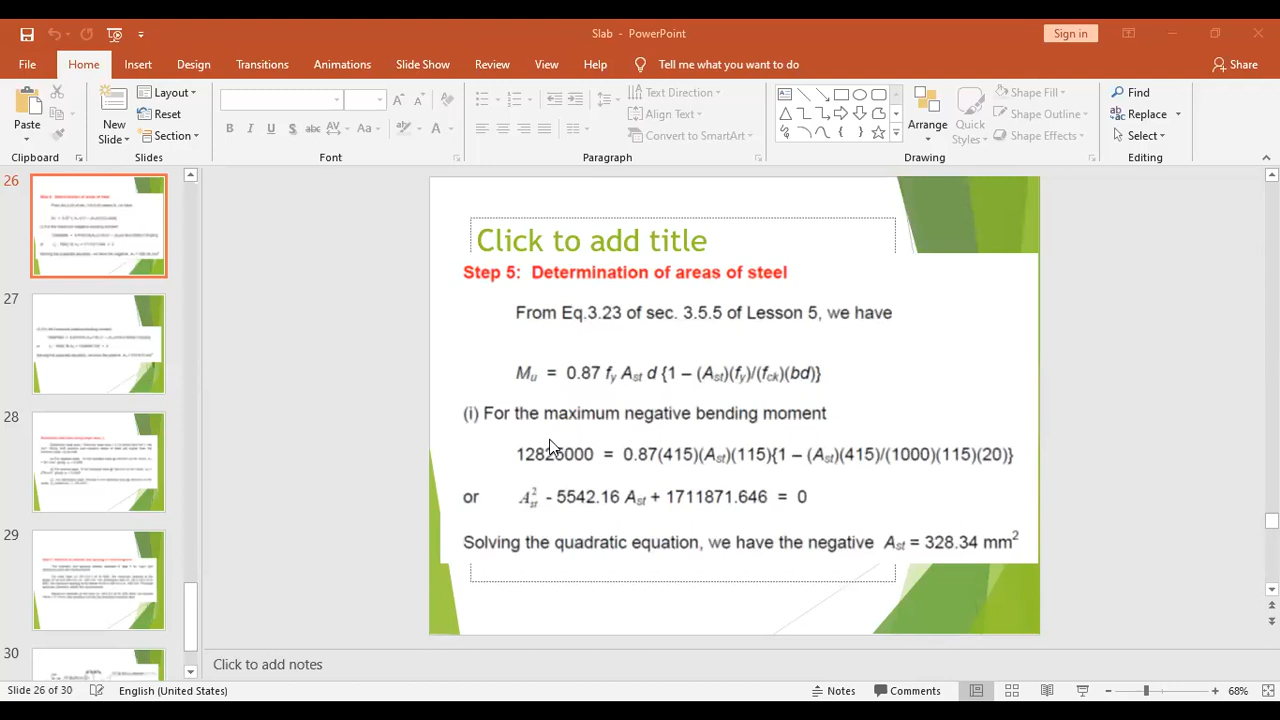 Slab - PowerPoint
Sign in
File Home Insert Design Transitions Animations Slide Show Review View Help Tell me what you want to do Share
Paste
Clipboard
New Slide
Layout
Reset
Section
Slides
B I U S abc AV Aa A
Font
Text Direction
Align Text
Convert to SmartArt
Paragraph
Arrange
Quick Styles
Shape Fill
Shape Outline
Shape Effects
Drawing
Find
Replace
Select
Editing
26
27
28
29
30
Click to add title
Step 5: Determination of areas of steel
From Eq.3.23 of sec. 3.5.5 of Lesson 5, we have
Mu = 0.87 fy Ast d {1 – (Ast)(fy)/(fck)(bd)}
(i) For the maximum negative bending moment
12825000 = 0.87(415)(Ast)(115){1 – (Ast)(415)/(1000)(115)(20)}
or A²st - 5542.16 Ast + 1711871.646 = 0
Solving the quadratic equation, we have the negative Ast = 328.34 mm²
Click to add notes
Slide 26 of 30 English (United States) Notes Comments 68%